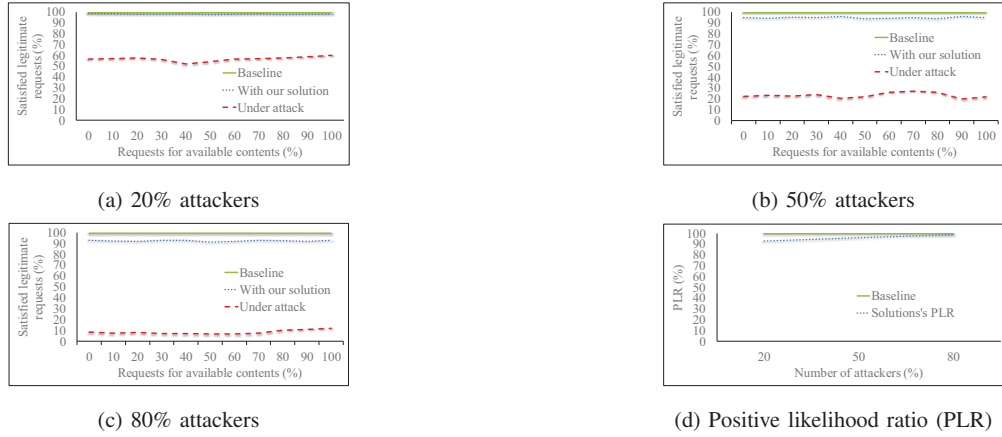 Satisfied legitimate
requests (%)
100
90
80
70
60
50
40
30
20
10
0
Baseline
With our solution
Under attack
0 10 20 30 40 50 60 70 80 90 100
Requests for available contents (%)
(a) 20% attackers
Satisfied legitimate
requests (%)
100
90
80
70
60
50
40
30
20
10
0
Baseline
With our solution
Under attack
0 10 20 30 40 50 60 70 80 90 100
Requests for available contents (%)
(b) 50% attackers
Satisfied legitimate
requests (%)
100
90
80
70
60
50
40
30
20
10
0
Baseline
With our solution
Under attack
0 10 20 30 40 50 60 70 80 90 100
Requests for available contents (%)
(c) 80% attackers
PLR (%)
100
90
80
70
60
50
40
30
20
10
0
Baseline
Solutions's PLR
20 50 80
Number of attackers (%)
(d) Positive likelihood ratio (PLR)